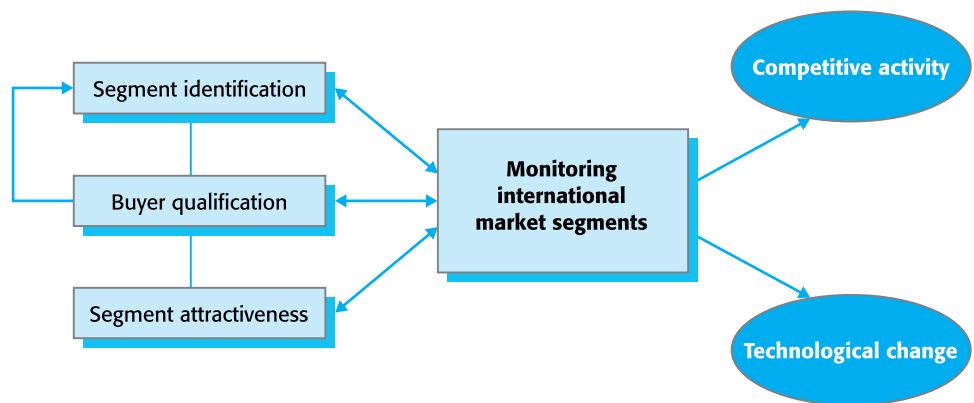 Segment identification
Buyer qualification
Segment attractiveness
Monitoring
international
market segments
Competitive activity
Technological change